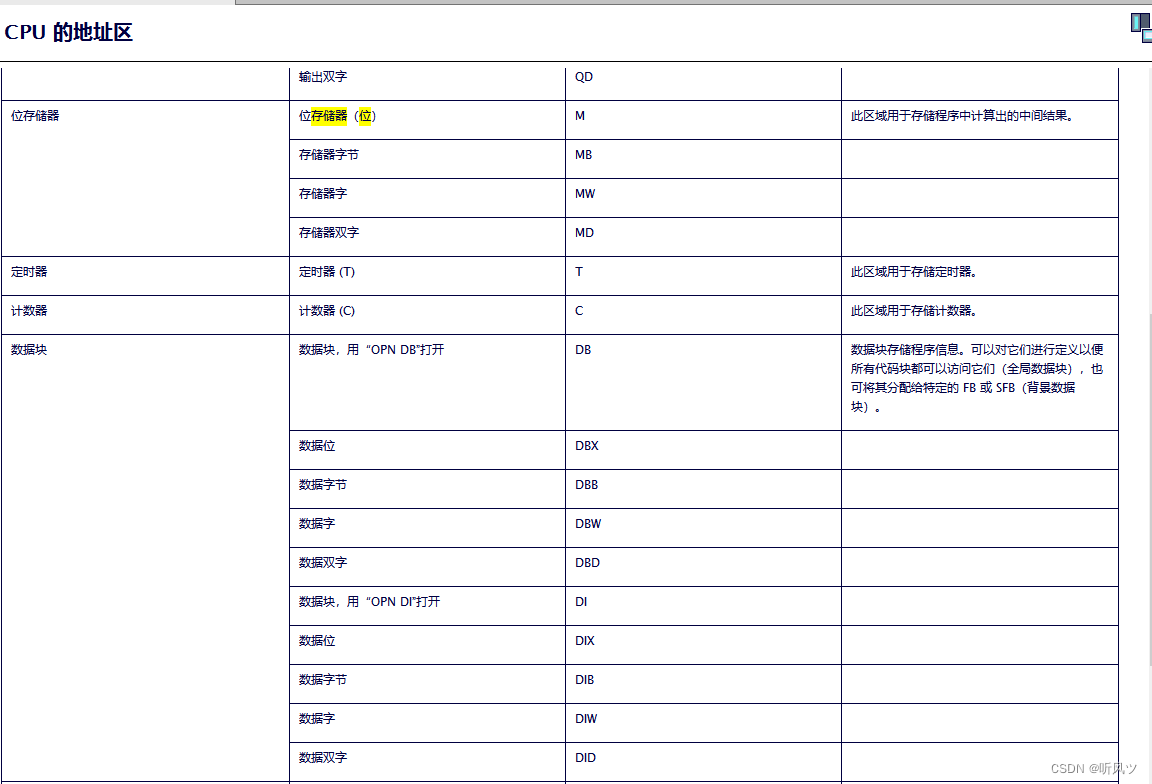 CPU 的地址区
输出双字 QD
位存储器 位存储器（位） M 此区域用于存储程序中计算出的中间结果。
存储器字节 MB
存储器字 MW
存储器双字 MD
定时器 定时器 (T) T 此区域用于存储定时器。
计数器 计数器 (C) C 此区域用于存储计数器。
数据块 数据块，用“OPN DB”打开 DB 数据块存储程序信息。可以对它们进行定义以便
所有代码块都可以访问它们（全局数据块），也
可将其分配给特定的 FB 或 SFB（背景数据
块）。
数据位 DBX
数据字节 DBB
数据字 DBW
数据双字 DBD
数据块，用“OPN DI”打开 DI
数据位 DIX
数据字节 DIB
数据字 DIW
数据双字 DID
CSDN @听风ツ